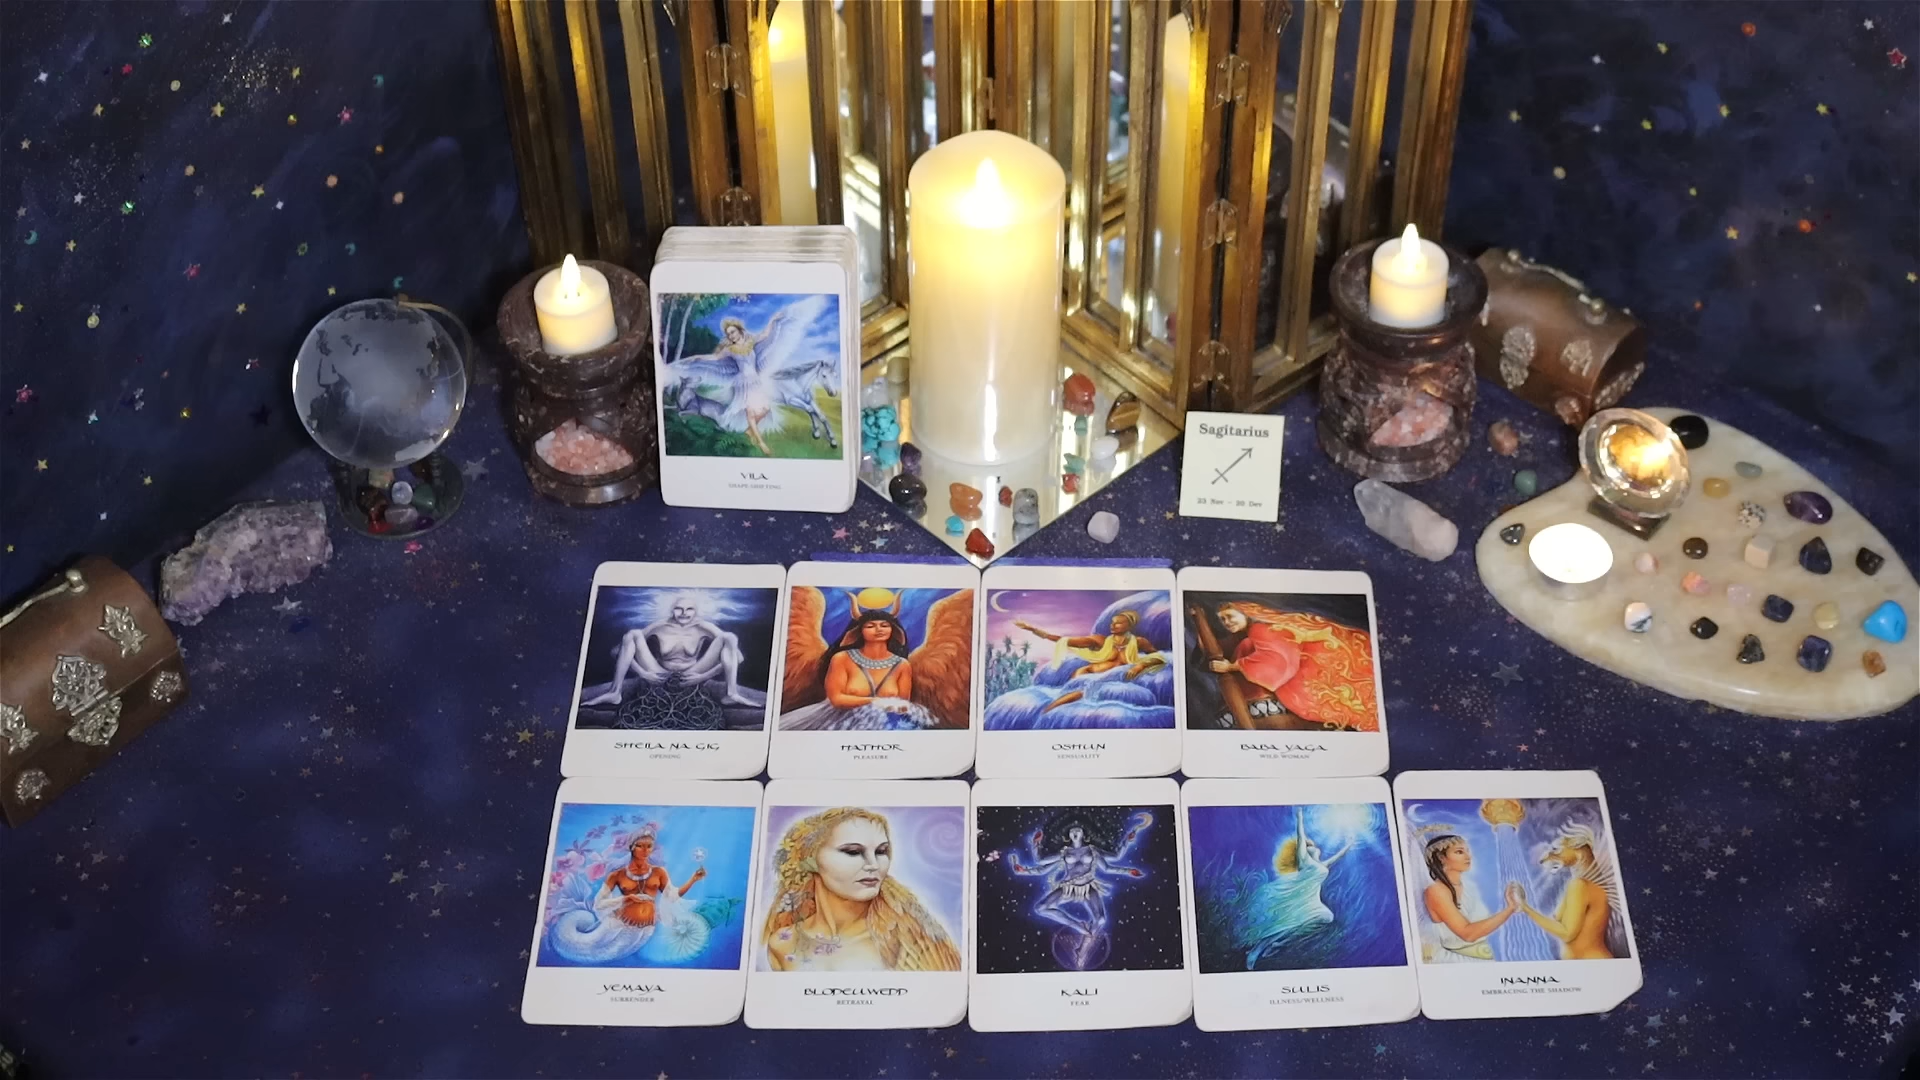 VILA
SHAPE SHIFTING
Sagitarius
23 Nov - 20 Dev
SHEILA NA GIG
OPENING
HATHOR
PLEASURE
OSHUN
SENSUALITY
BABA YAGA
WILD WOMAN
YEMAYA
SURRENDER
BLODEUWEDD
BETRAYAL
KALI
FEAR
SULIS
ILLNESS/WELLNESS
INANNA
EMBRACING THE SHADOW